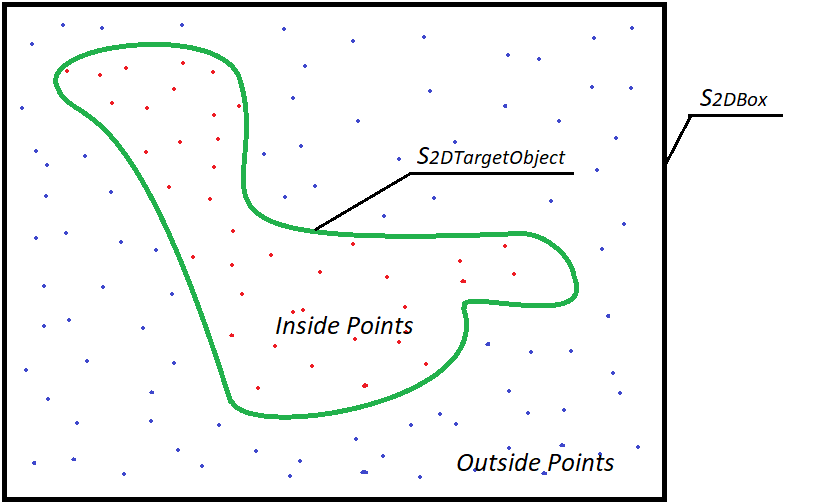 S2DBox
S2DTargetObject
Inside Points
Outside Points